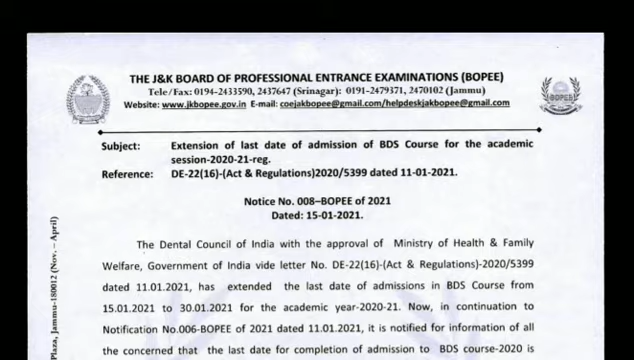 THE J&K BOARD OF PROFESSIONAL ENTRANCE EXAMINATIONS (BOPEE)
Tele/Fax: 0194-2433590, 2437647 (Srinagar): 0191-2479371, 2470102 (Jammu)
Website: www.jkbopee.gov.in E-mail: coejakbopee@gmail.com/helpdeskjakbopee@gmail.com
BOPEE
Subject: Extension of last date of admission of BDS Course for the academic
session-2020-21-reg.
Reference: DE-22(16)-(Act & Regulations)2020/5399 dated 11-01-2021.
Notice No. 008–BOPEE of 2021
Dated: 15-01-2021.
The Dental Council of India with the approval of Ministry of Health & Family
Welfare, Government of India vide letter No. DE-22(16)-(Act & Regulations)-2020/5399
dated 11.01.2021, has extended the last date of admissions in BDS Course from
15.01.2021 to 30.01.2021 for the academic year-2020-21. Now, in continuation to
Notification No.006-BOPEE of 2021 dated 11.01.2021, it is notified for information of all
the concerned that the last date for completion of admission to BDS course-2020 is
Plaza, Jammu-180012 (Nov. – April)